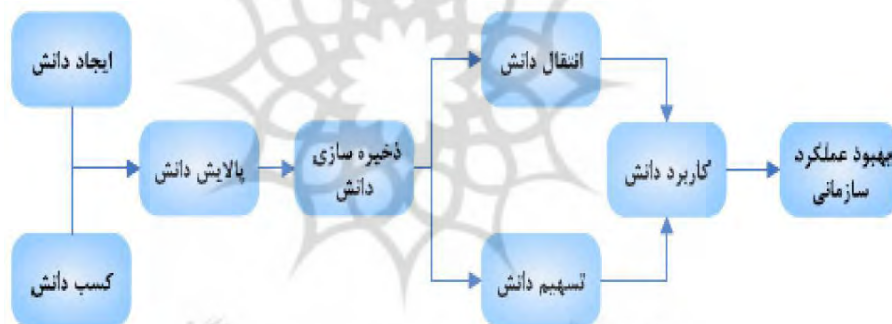 ایجاد دانش
کسب دانش
پالایش دانش
ذخیره سازی
دانش
انتقال دانش
تسهیم دانش
کاربرد دانش
بهبود عملکرد
سازمانی